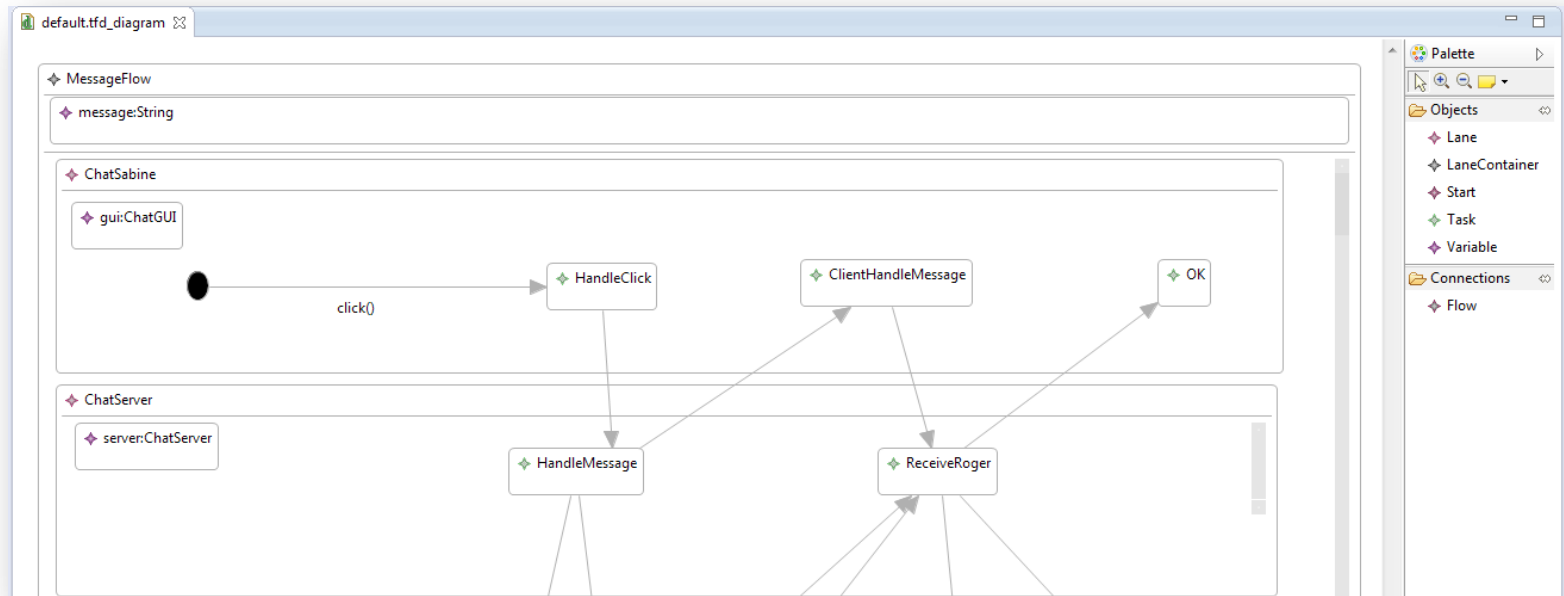 default.tfd_diagram
MessageFlow
message:String
ChatSabine
gui:ChatGUI
HandleClick
ClientHandleMessage
OK
click()
ChatServer
server:ChatServer
HandleMessage
ReceiveRoger
Palette
Objects
Lane
LaneContainer
Start
Task
Variable
Connections
Flow